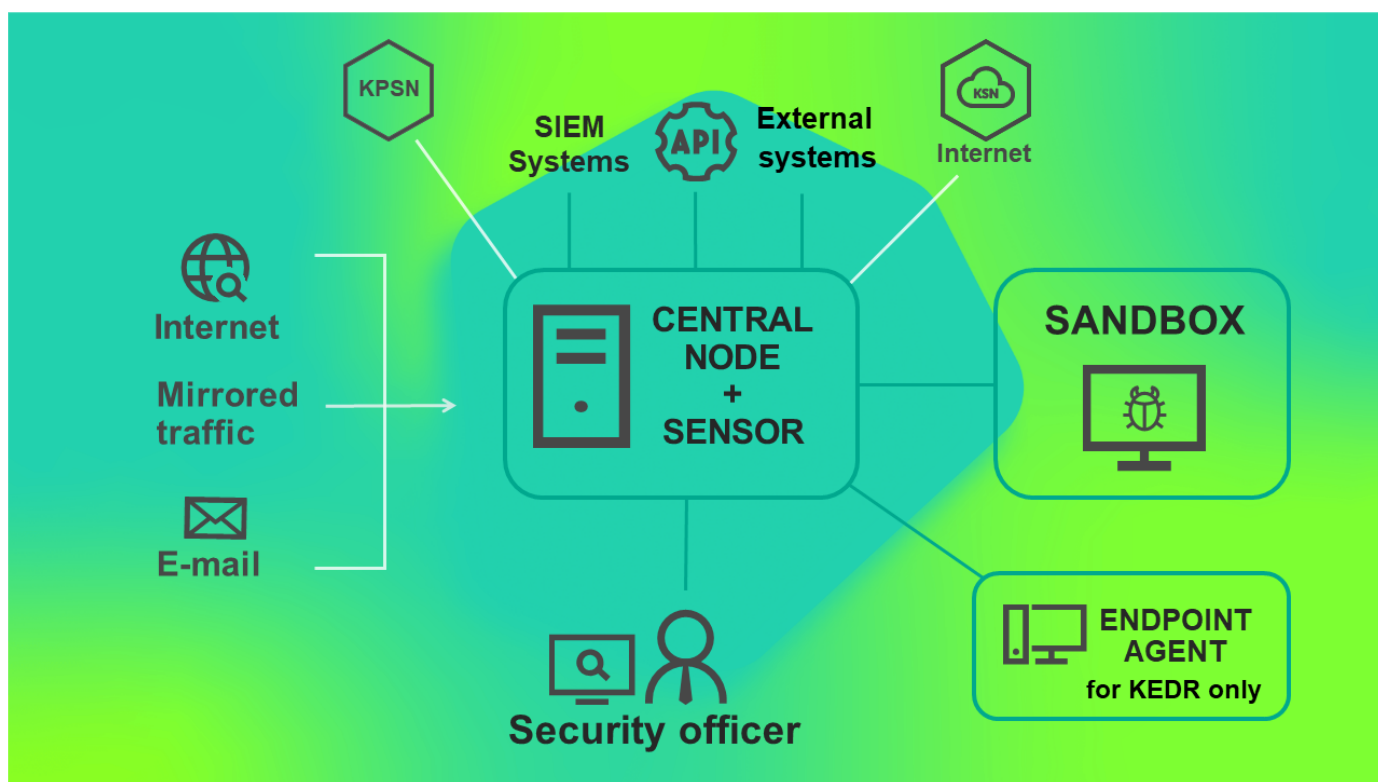 KPSN
SIEM
Systems
API
External
systems
KSN
Internet
Internet
Mirrored
traffic
E-mail
CENTRAL
NODE
+
SENSOR
SANDBOX
ENDPOINT
AGENT
for KEDR only
Security officer